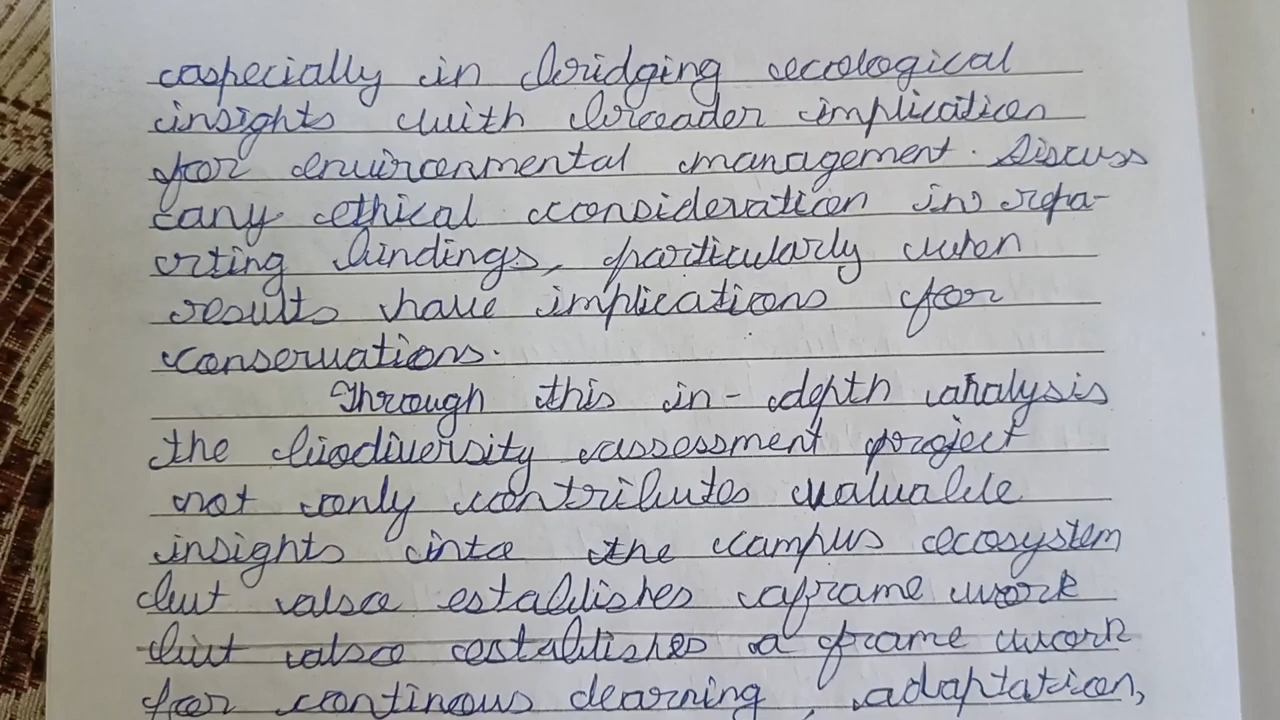 especially in bridging ecological
insights with broader implication
for environmental management. Discuss
any ethical consideration in repo-
rting findings, particularly when
results have implications for
conservations.
Through this in-depth analysis
the biodiversity assessment project
not only contributes valuable
insights into the campus ecosystem
but also establishes a frame work
but also establishes a frame work
for continous learning, adaptation,